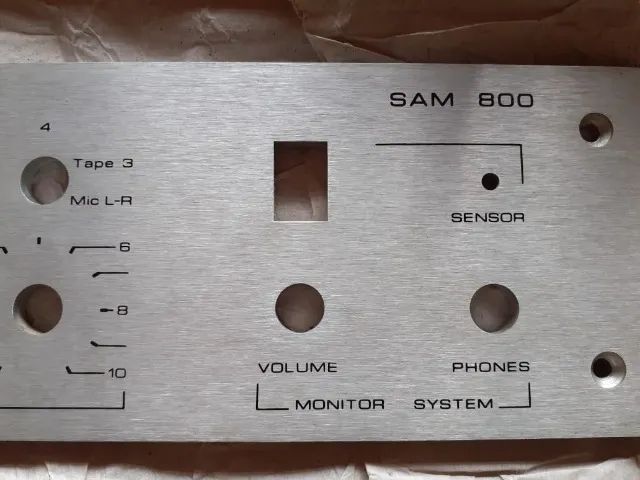 SAM 800
4
Tape 3
Mic L-R
SENSOR
6
8
10
VOLUME
PHONES
MONITOR SYSTEM